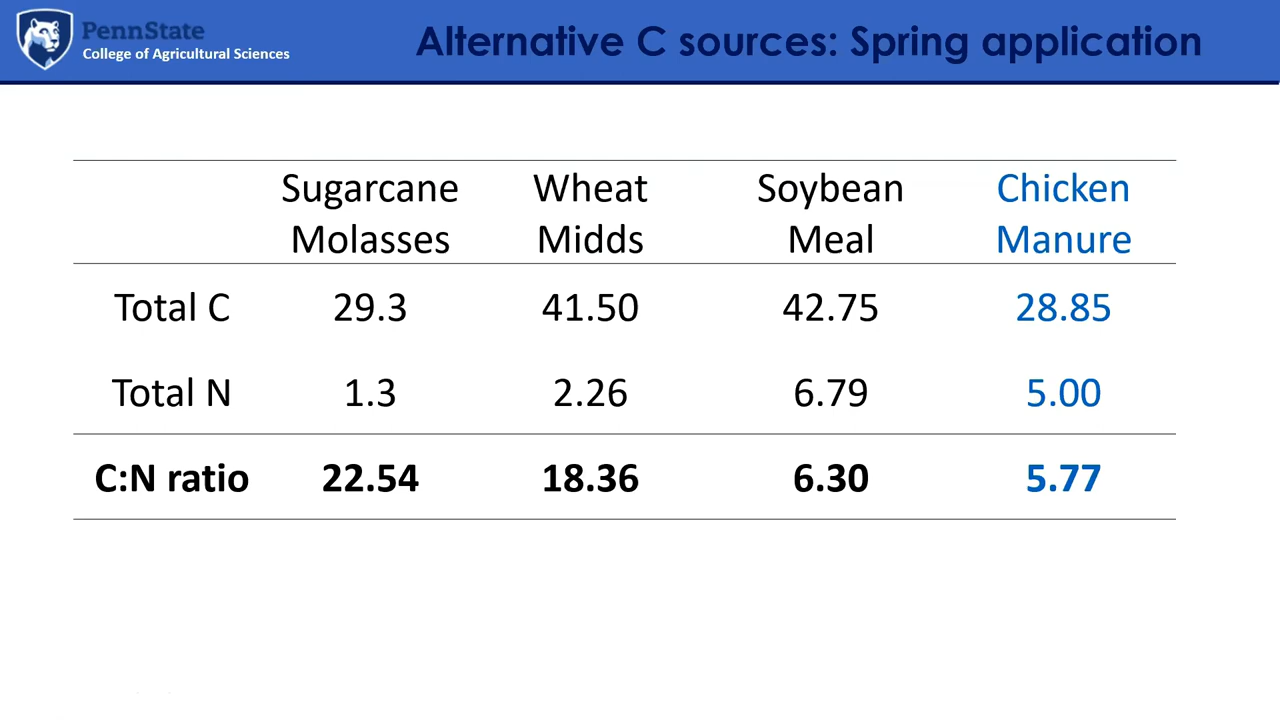 PennState
College of Agricultural Sciences
Alternative C sources: Spring application
Sugarcane Molasses Wheat Midds Soybean Meal Chicken Manure
Total C 29.3 41.50 42.75 28.85
Total N 1.3 2.26 6.79 5.00
C:N ratio 22.54 18.36 6.30 5.77